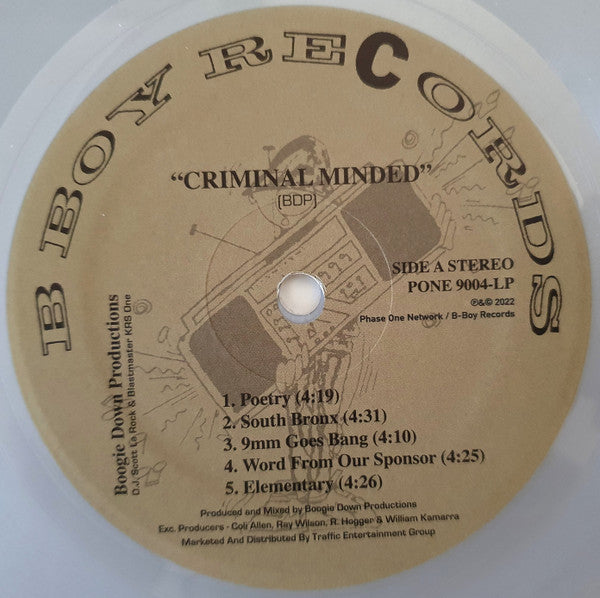 B BOY RECORDS
"CRIMINAL MINDED"
(BDP)
SIDE A STEREO
PONE 9004-LP
℗&© 2022
Phase One Network / B-Boy Records
Boogie Down Productions
D.J. Scott La Rock & Blastmaster KRS One
1. Poetry (4:19)
2. South Bronx (4:31)
3. 9mm Goes Bang (4:10)
4. Word From Our Sponsor (4:25)
5. Elementary (4:26)
Produced and Mixed by Boogie Down Productions
Exc. Producers - Coli Allen, Ray Wilson, R. Hogger & William Kamarra
Marketed And Distributed By Traffic Entertainment Group